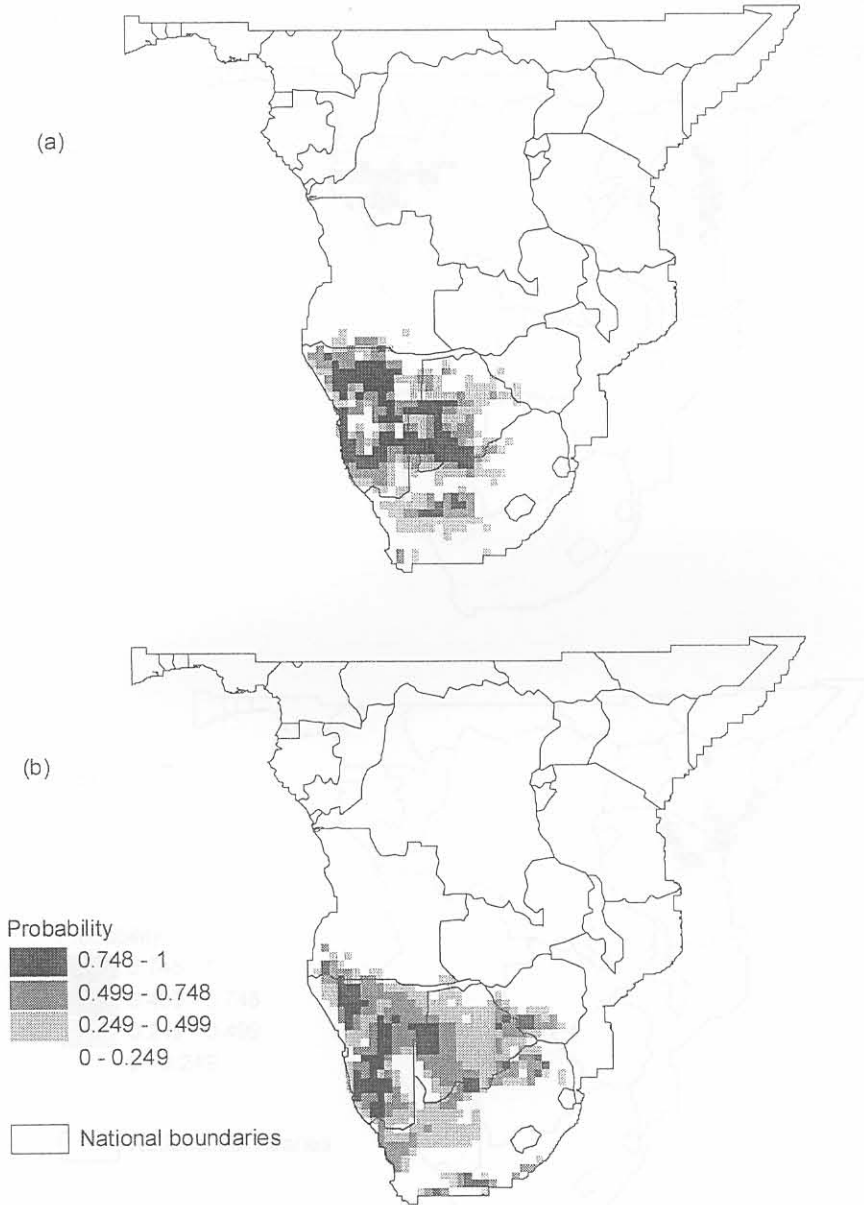 (a)
(b)
Probability
0.748 - 1
0.499 - 0.748
0.249 - 0.499
0 - 0.249
National boundaries